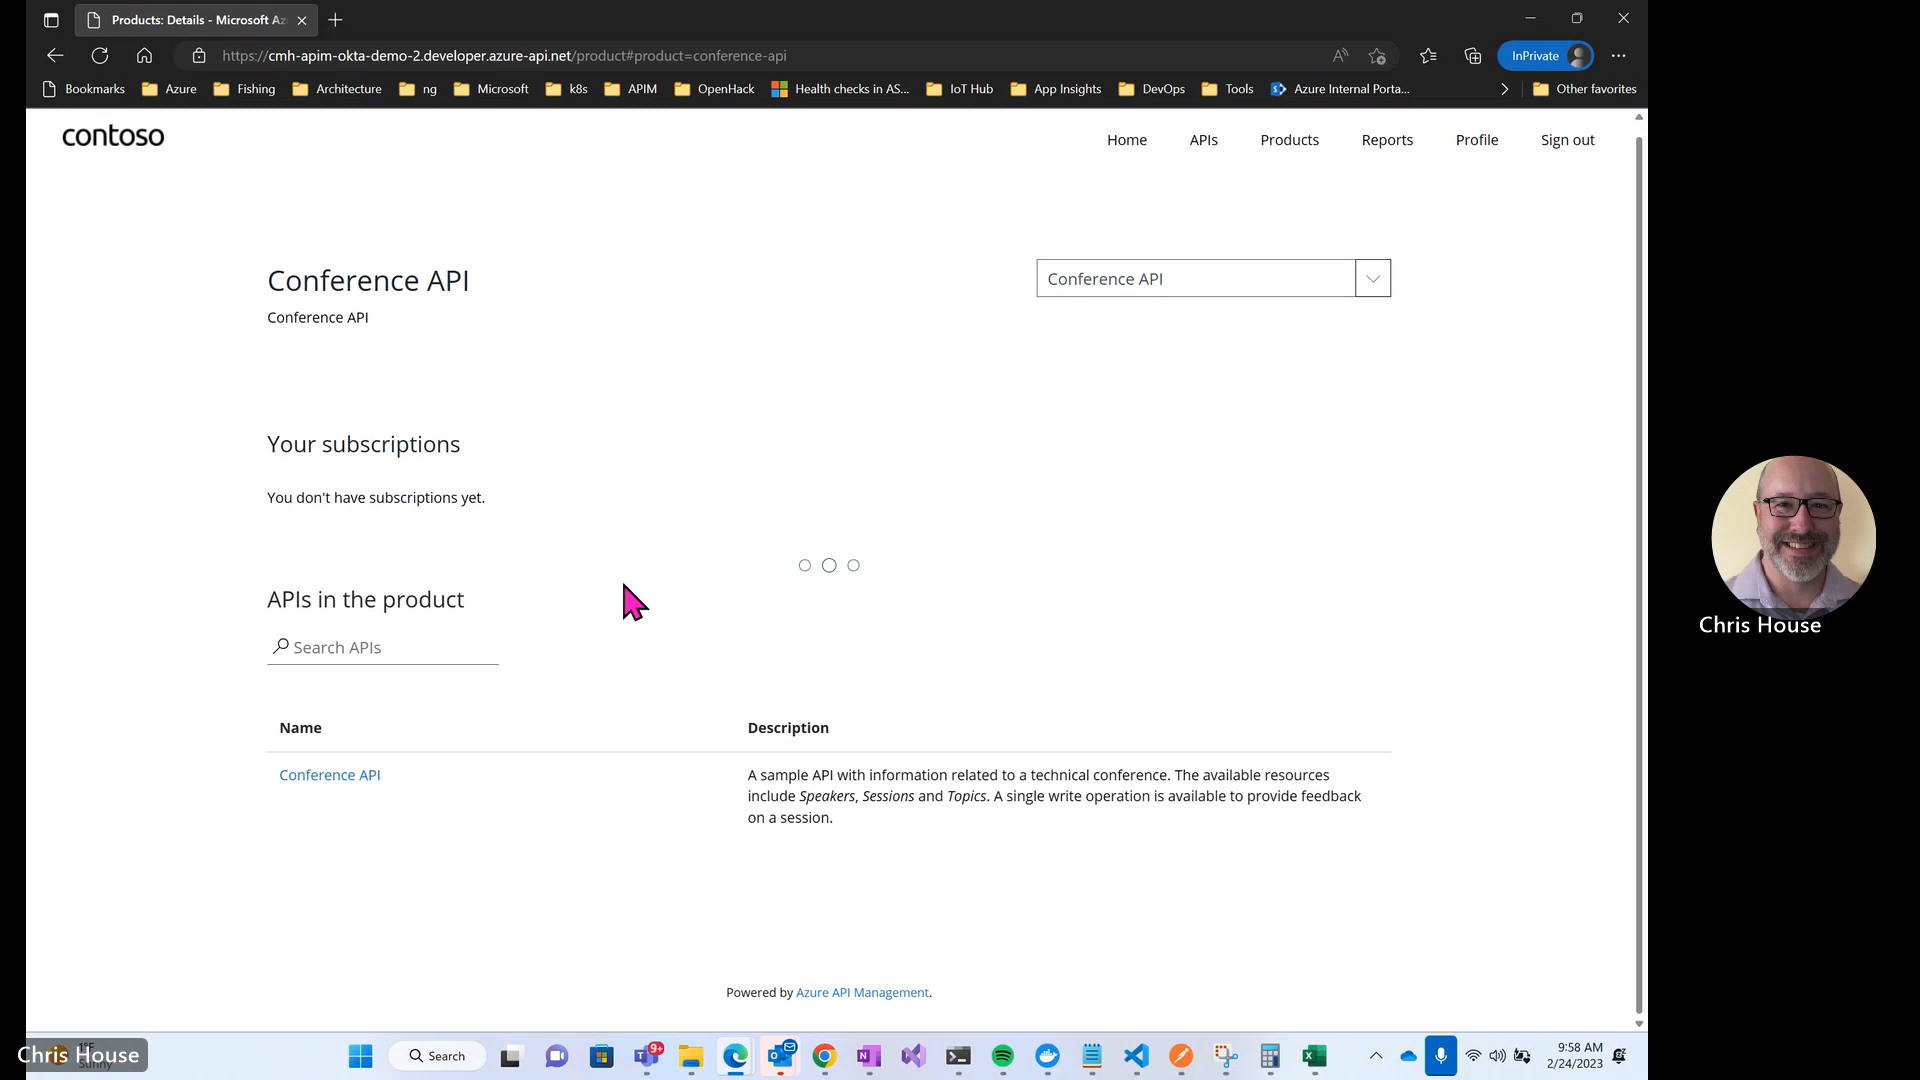 Products: Details - Microsoft Az
https://cmh-apim-okta-demo-2.developer.azure-api.net/product#product=conference-api
InPrivate
Bookmarks Azure Fishing Architecture ng Microsoft k8s APIM OpenHack Health checks in AS... IoT Hub App Insights DevOps Tools Azure Internal Porta... Other favorites
contoso
Home APIs Products Reports Profile Sign out
Conference API
Conference API
Conference API
Your subscriptions
You don't have subscriptions yet.
APIs in the product
Search APIs
Name Description
Conference API
A sample API with information related to a technical conference. The available resources
include Speakers, Sessions and Topics. A single write operation is available to provide feedback
on a session.
Powered by Azure API Management.
Chris House
Chris House
Sunny
Search
9+
9:58 AM
2/24/2023